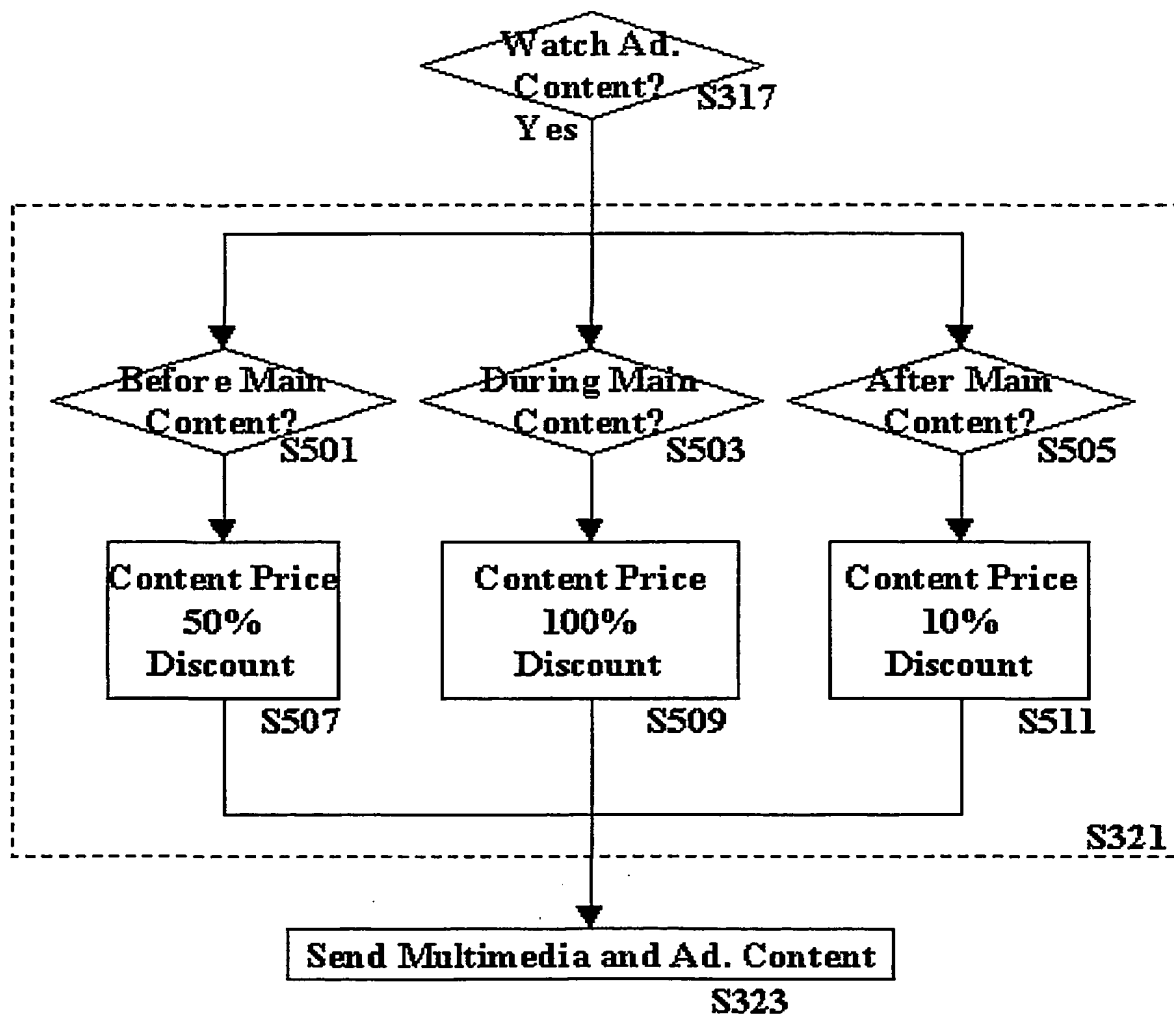 Watch Ad.
Content?
S317
Yes
Before Main
Content?
S501
During Main
Content?
S503
After Main
Content?
S505
Content Price
50%
Discount
S507
Content Price
100%
Discount
S509
Content Price
10%
Discount
S511
S321
Send Multimedia and Ad. Content
S323